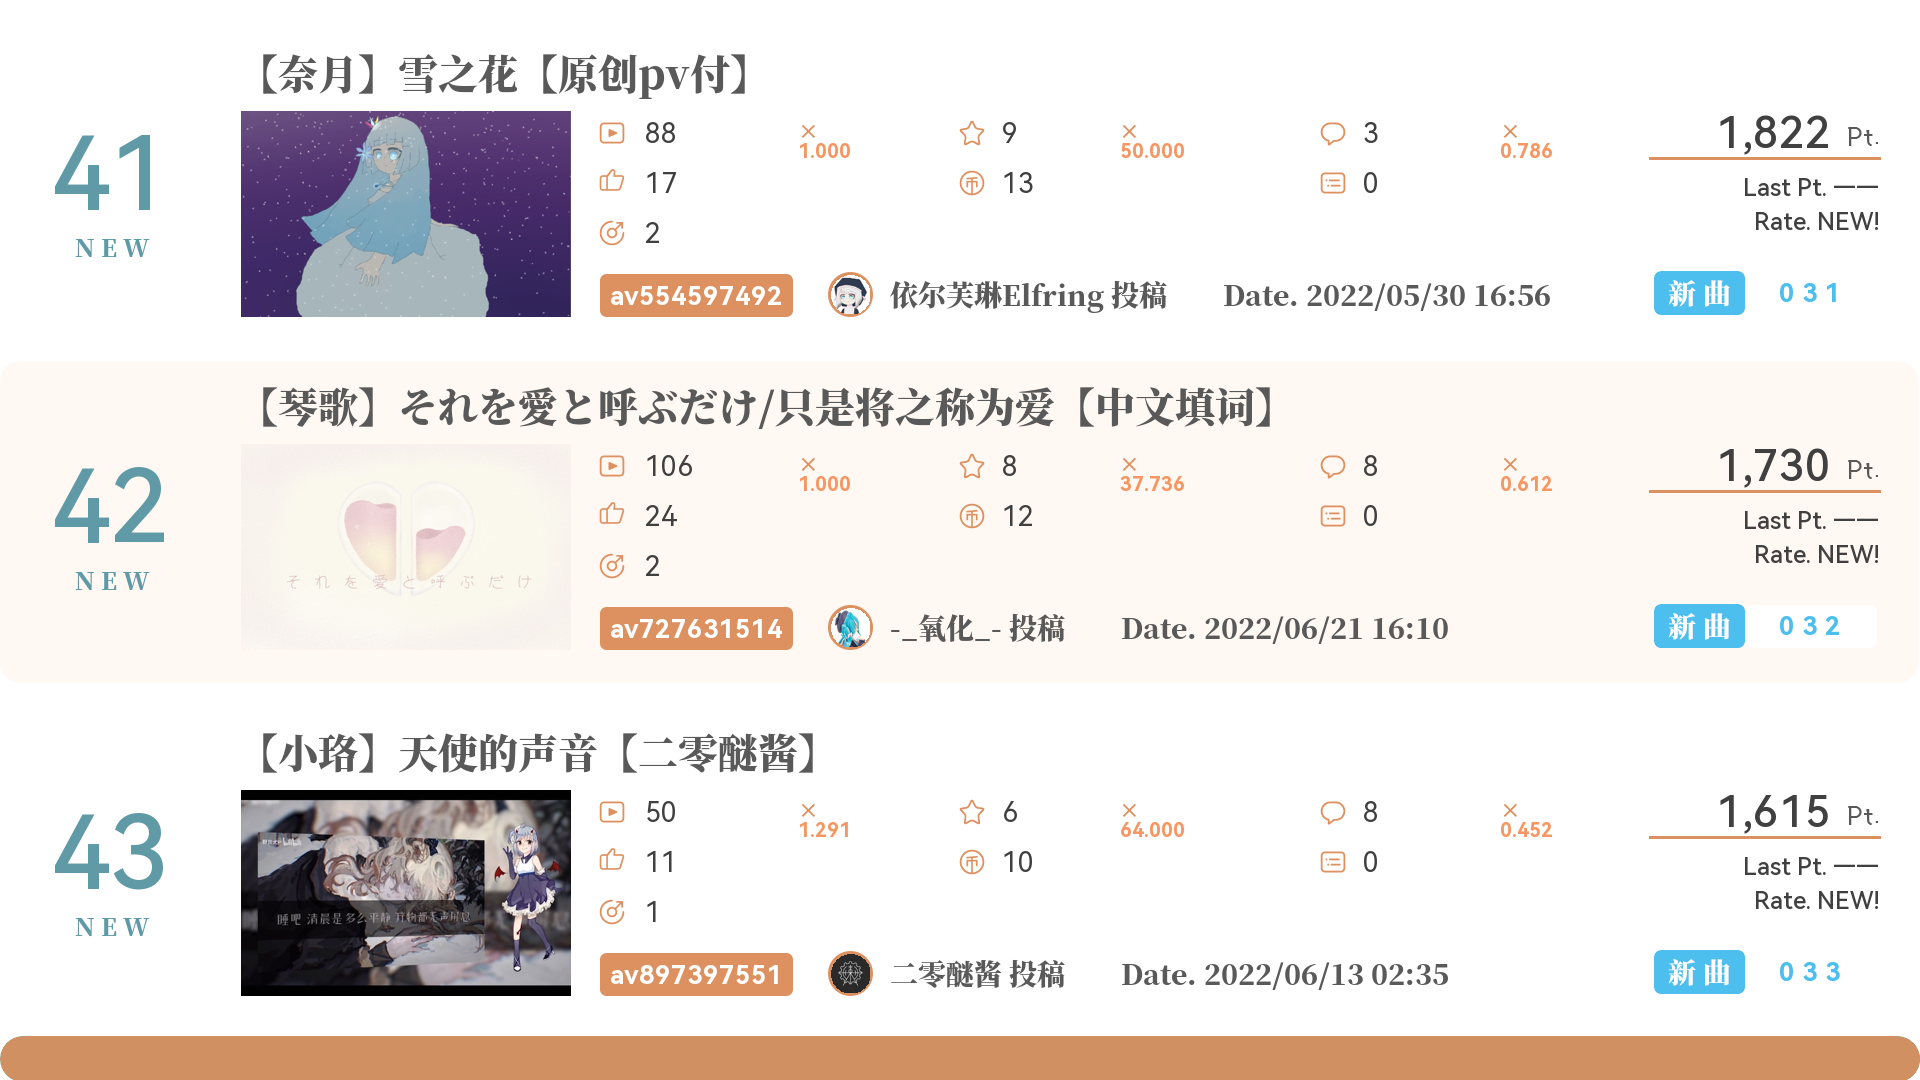 【奈月】雪之花【原创pv付】
41
NEW
88
×
1.000
9
×
50.000
3
×
0.786
1,822 Pt.
17
13
0
Last Pt. ——
2
Rate. NEW!
av554597492
依尔芙琳Elfring 投稿
Date. 2022/05/30 16:56
新曲
031
【琴歌】それを愛と呼ぶだけ/只是将之称为爱【中文填词】
42
NEW
それを愛と呼ぶだけ
106
×
1.000
8
×
37.736
8
×
0.612
1,730 Pt.
24
12
0
Last Pt. ——
2
Rate. NEW!
av727631514
-_氧化_- 投稿
Date. 2022/06/21 16:10
新曲
032
【小珞】天使的声音【二零醚酱】
43
NEW
睡吧 清晨是多么平静
50
×
1.291
6
×
64.000
8
×
0.452
1,615 Pt.
11
10
0
Last Pt. ——
1
Rate. NEW!
av897397551
二零醚酱 投稿
Date. 2022/06/13 02:35
新曲
033